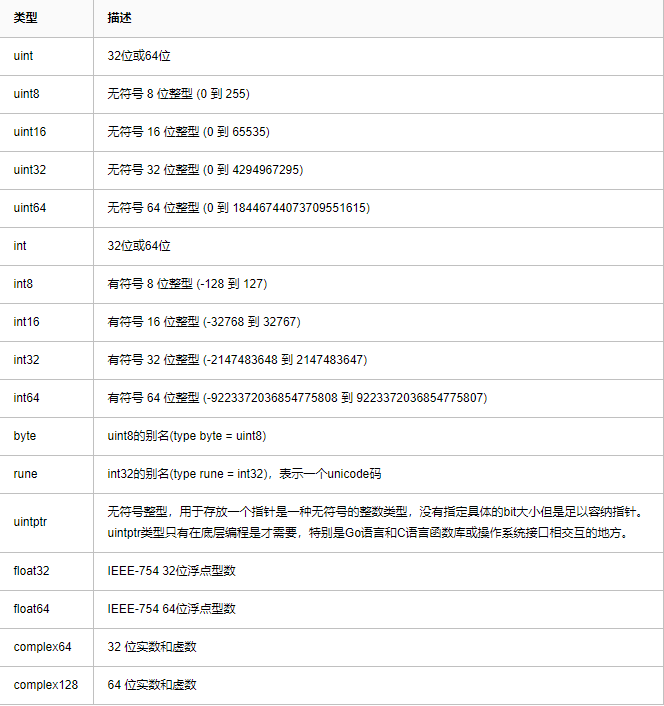 类型 描述
uint 32位或64位
uint8 无符号 8 位整型 (0 到 255)
uint16 无符号 16 位整型 (0 到 65535)
uint32 无符号 32 位整型 (0 到 4294967295)
uint64 无符号 64 位整型 (0 到 18446744073709551615)
int 32位或64位
int8 有符号 8 位整型 (-128 到 127)
int16 有符号 16 位整型 (-32768 到 32767)
int32 有符号 32 位整型 (-2147483648 到 2147483647)
int64 有符号 64 位整型 (-9223372036854775808 到 9223372036854775807)
byte uint8的别名(type byte = uint8)
rune int32的别名(type rune = int32)，表示一个unicode码
uintptr 无符号整型，用于存放一个指针是一种无符号的整数类型，没有指定具体的bit大小但是足以容纳指针。
uintptr类型只有在底层编程是才需要，特别是Go语言和C语言函数库或操作系统接口相交互的地方。
float32 IEEE-754 32位浮点型数
float64 IEEE-754 64位浮点型数
complex64 32 位实数和虚数
complex128 64 位实数和虚数